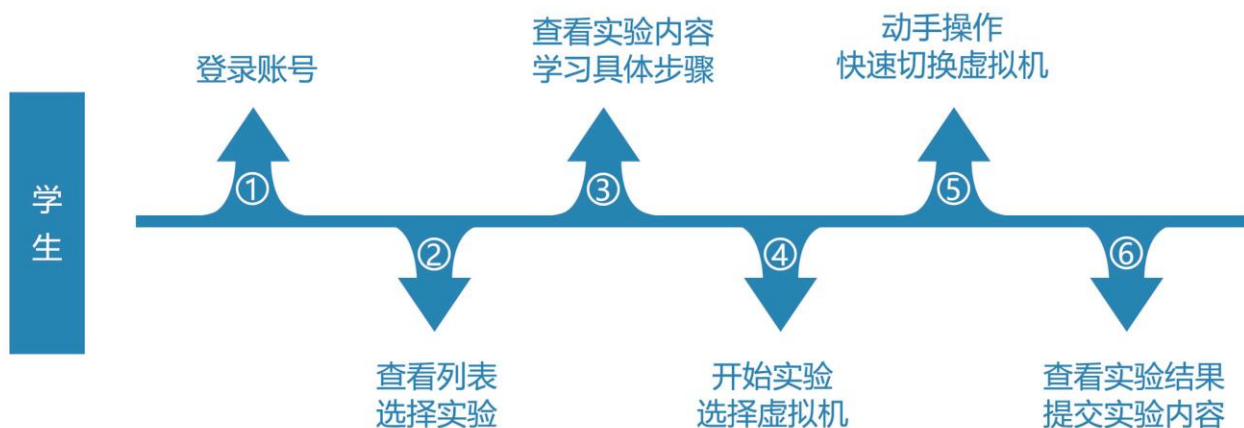 学生
① 登录账号
② 查看列表
选择实验
③ 查看实验内容
学习具体步骤
④ 开始实验
选择虚拟机
⑤ 动手操作
快速切换虚拟机
⑥ 查看实验结果
提交实验内容